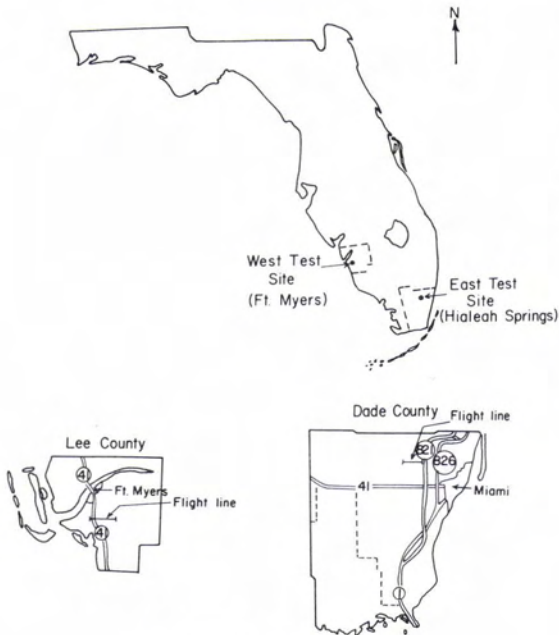 N
West Test
Site
(Ft. Myers)
East Test
Site
(Hialeah Springs)
Lee County
41
Ft. Myers
Flight line
41
Dade County
Flight line
821
826
41
Miami